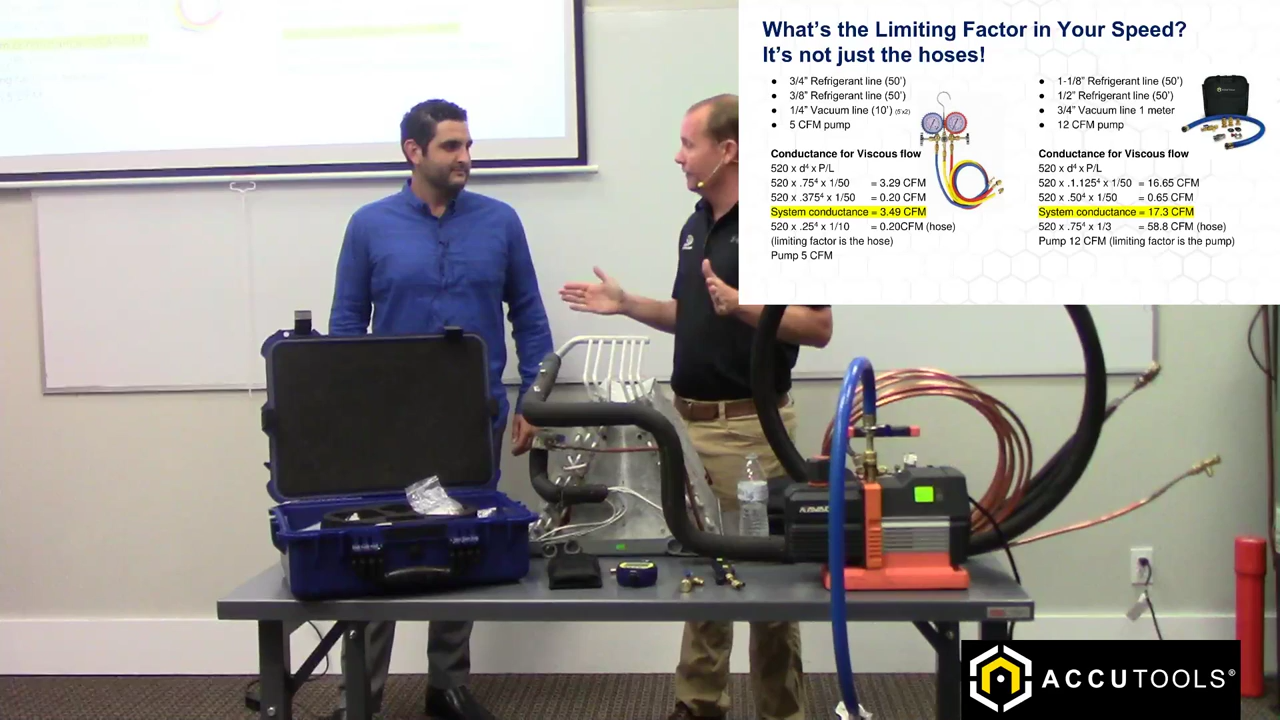 What's the Limiting Factor in Your Speed?
It's not just the hoses!
• 3/4" Refrigerant line (50')
• 3/8" Refrigerant line (50')
• 1/4" Vacuum line (10') (5'x2)
• 5 CFM pump
Conductance for Viscous flow
520 x d⁴ x P/L
520 x .75⁴ x 1/50 = 3.29 CFM
520 x .375⁴ x 1/50 = 0.20 CFM
System conductance = 3.49 CFM
520 x .25⁴ x 1/10 = 0.20CFM (hose)
(limiting factor is the hose)
Pump 5 CFM
• 1-1/8" Refrigerant line (50')
• 1/2" Refrigerant line (50')
• 3/4" Vacuum line 1 meter
• 12 CFM pump
Conductance for Viscous flow
520 x d⁴ x P/L
520 x .1.125⁴ x 1/50 = 16.65 CFM
520 x .50⁴ x 1/50 = 0.65 CFM
System conductance = 17.3 CFM
520 x .75⁴ x 1/3 = 58.8 CFM (hose)
Pump 12 CFM (limiting factor is the pump)
ACCUTOOLS®